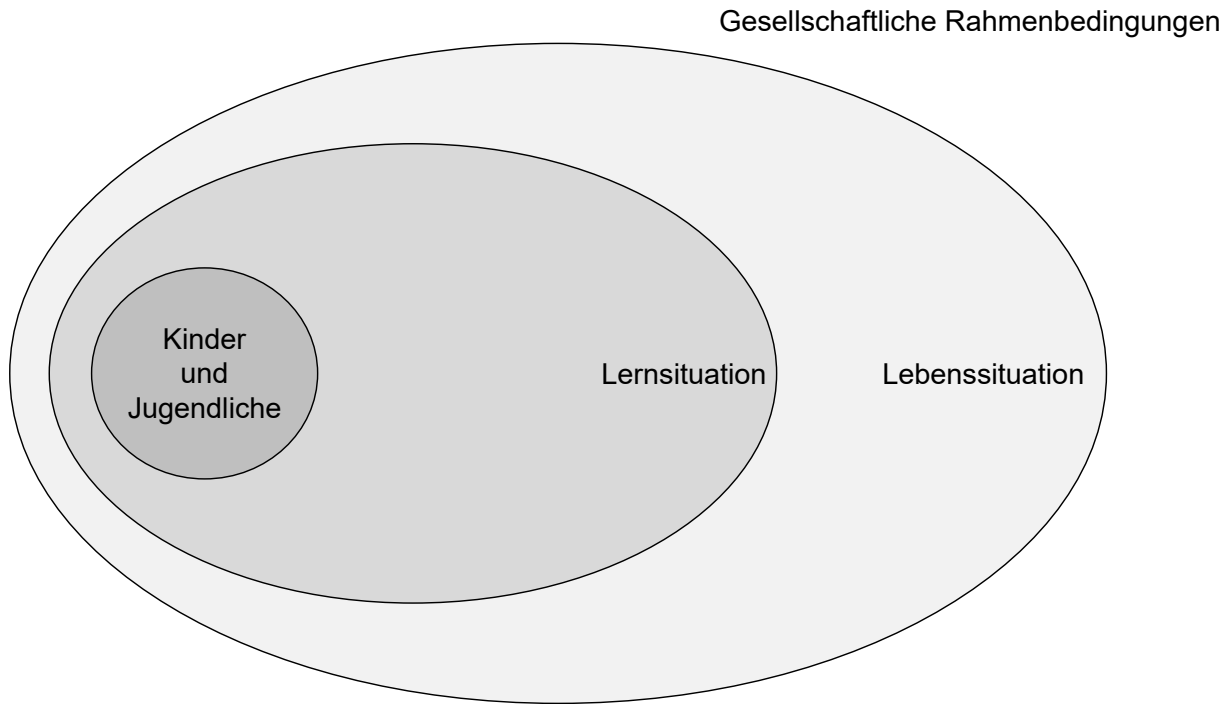 Gesellschaftliche Rahmenbedingungen
Kinder
und
Jugendliche
Lernsituation
Lebenssituation